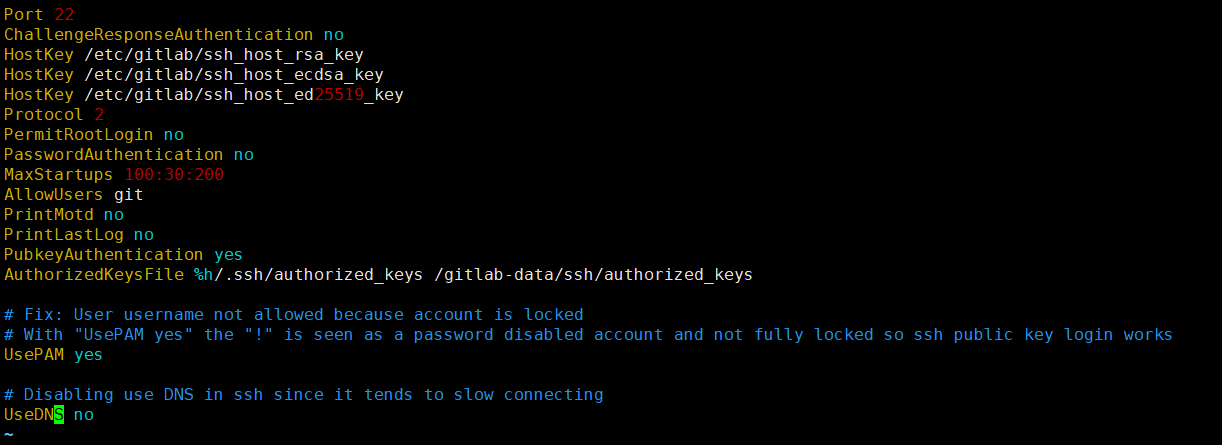 Port 22
ChallengeResponseAuthentication no
HostKey /etc/gitlab/ssh_host_rsa_key
HostKey /etc/gitlab/ssh_host_ecdsa_key
HostKey /etc/gitlab/ssh_host_ed25519_key
Protocol 2
PermitRootLogin no
PasswordAuthentication no
MaxStartups 100:30:200
AllowUsers git
PrintMotd no
PrintLastLog no
PubkeyAuthentication yes
AuthorizedKeysFile %h/.ssh/authorized_keys /gitlab-data/ssh/authorized_keys

# Fix: User username not allowed because account is locked
# With "UsePAM yes" the "!" is seen as a password disabled account and not fully locked so ssh public key login works
UsePAM yes

# Disabling use DNS in ssh since it tends to slow connecting
UseDNS no
~